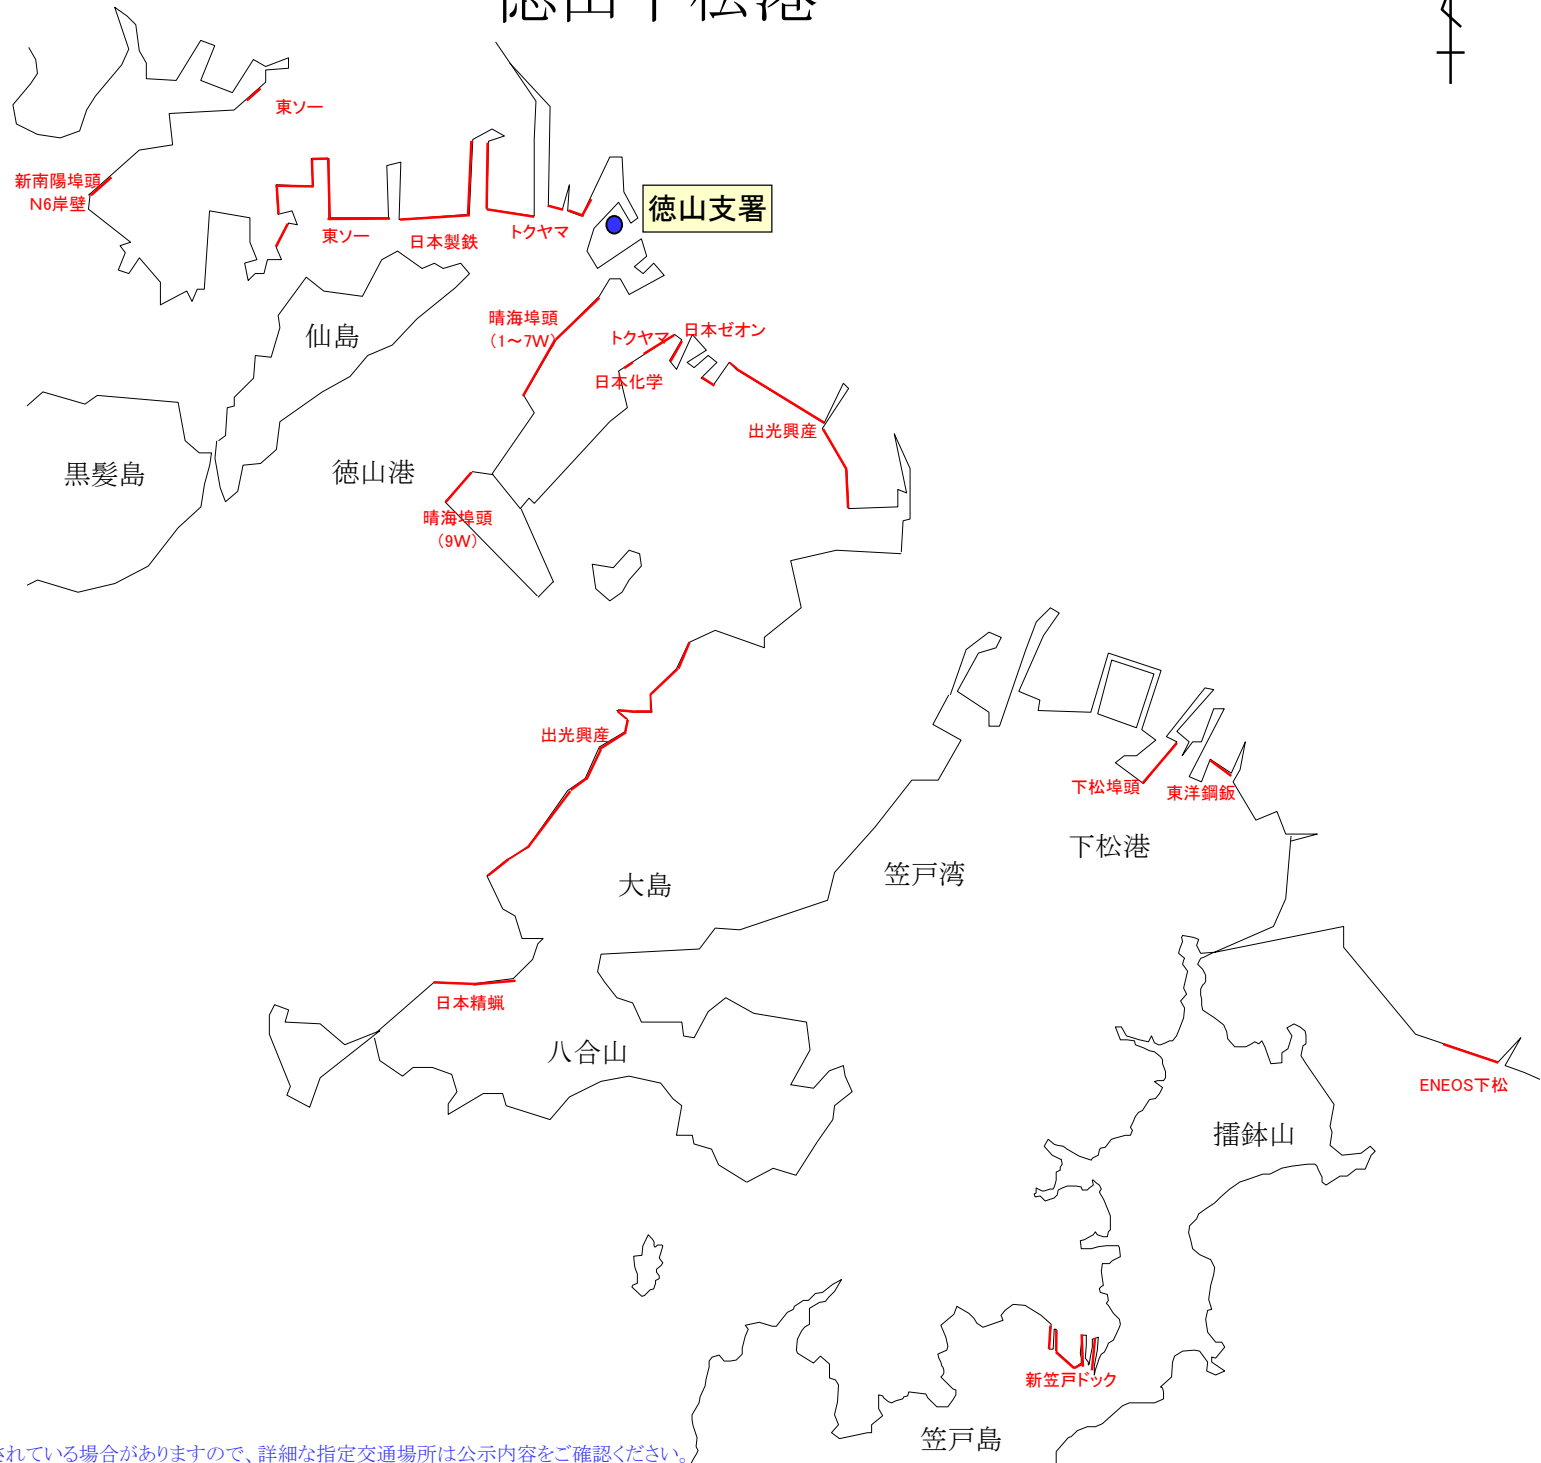 徳山下松港
東ソー
新南陽埠頭
N6岸壁
徳山支署
東ソー
日本製鉄
トクヤマ
仙島
晴海埠頭
(1～7W)
トクヤマ
日本ゼオン
日本化学
出光興産
黒髪島
徳山港
晴海埠頭
(9W)
出光興産
下松埠頭
東洋鋼鈑
下松港
笠戸湾
大島
日本精蝋
八合山
ENEOS下松
擂鉢山
新笠戸ドック
笠戸島
されている場合がありますので、詳細な指定交通場所は公示内容をご確認ください。